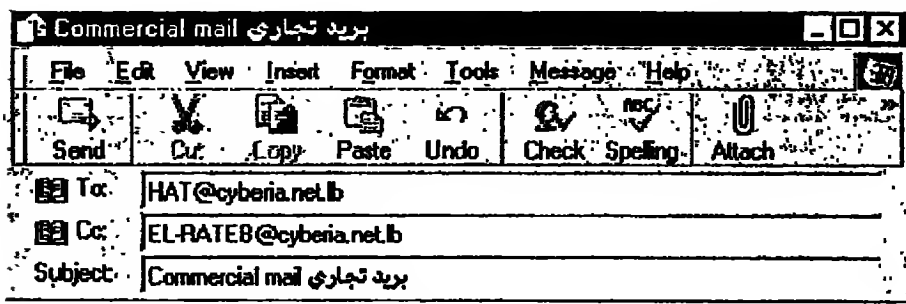 Commercial mail بريد تجاري
File Edit View Insert Format Tools Message Help
Send Cut Copy Paste Undo Check Spelling Attach »
To: HAT@cyberia.net.lb
Cc: EL-RATEB@cyberia.net.lb
Subject: Commercial mail بريد تجاري